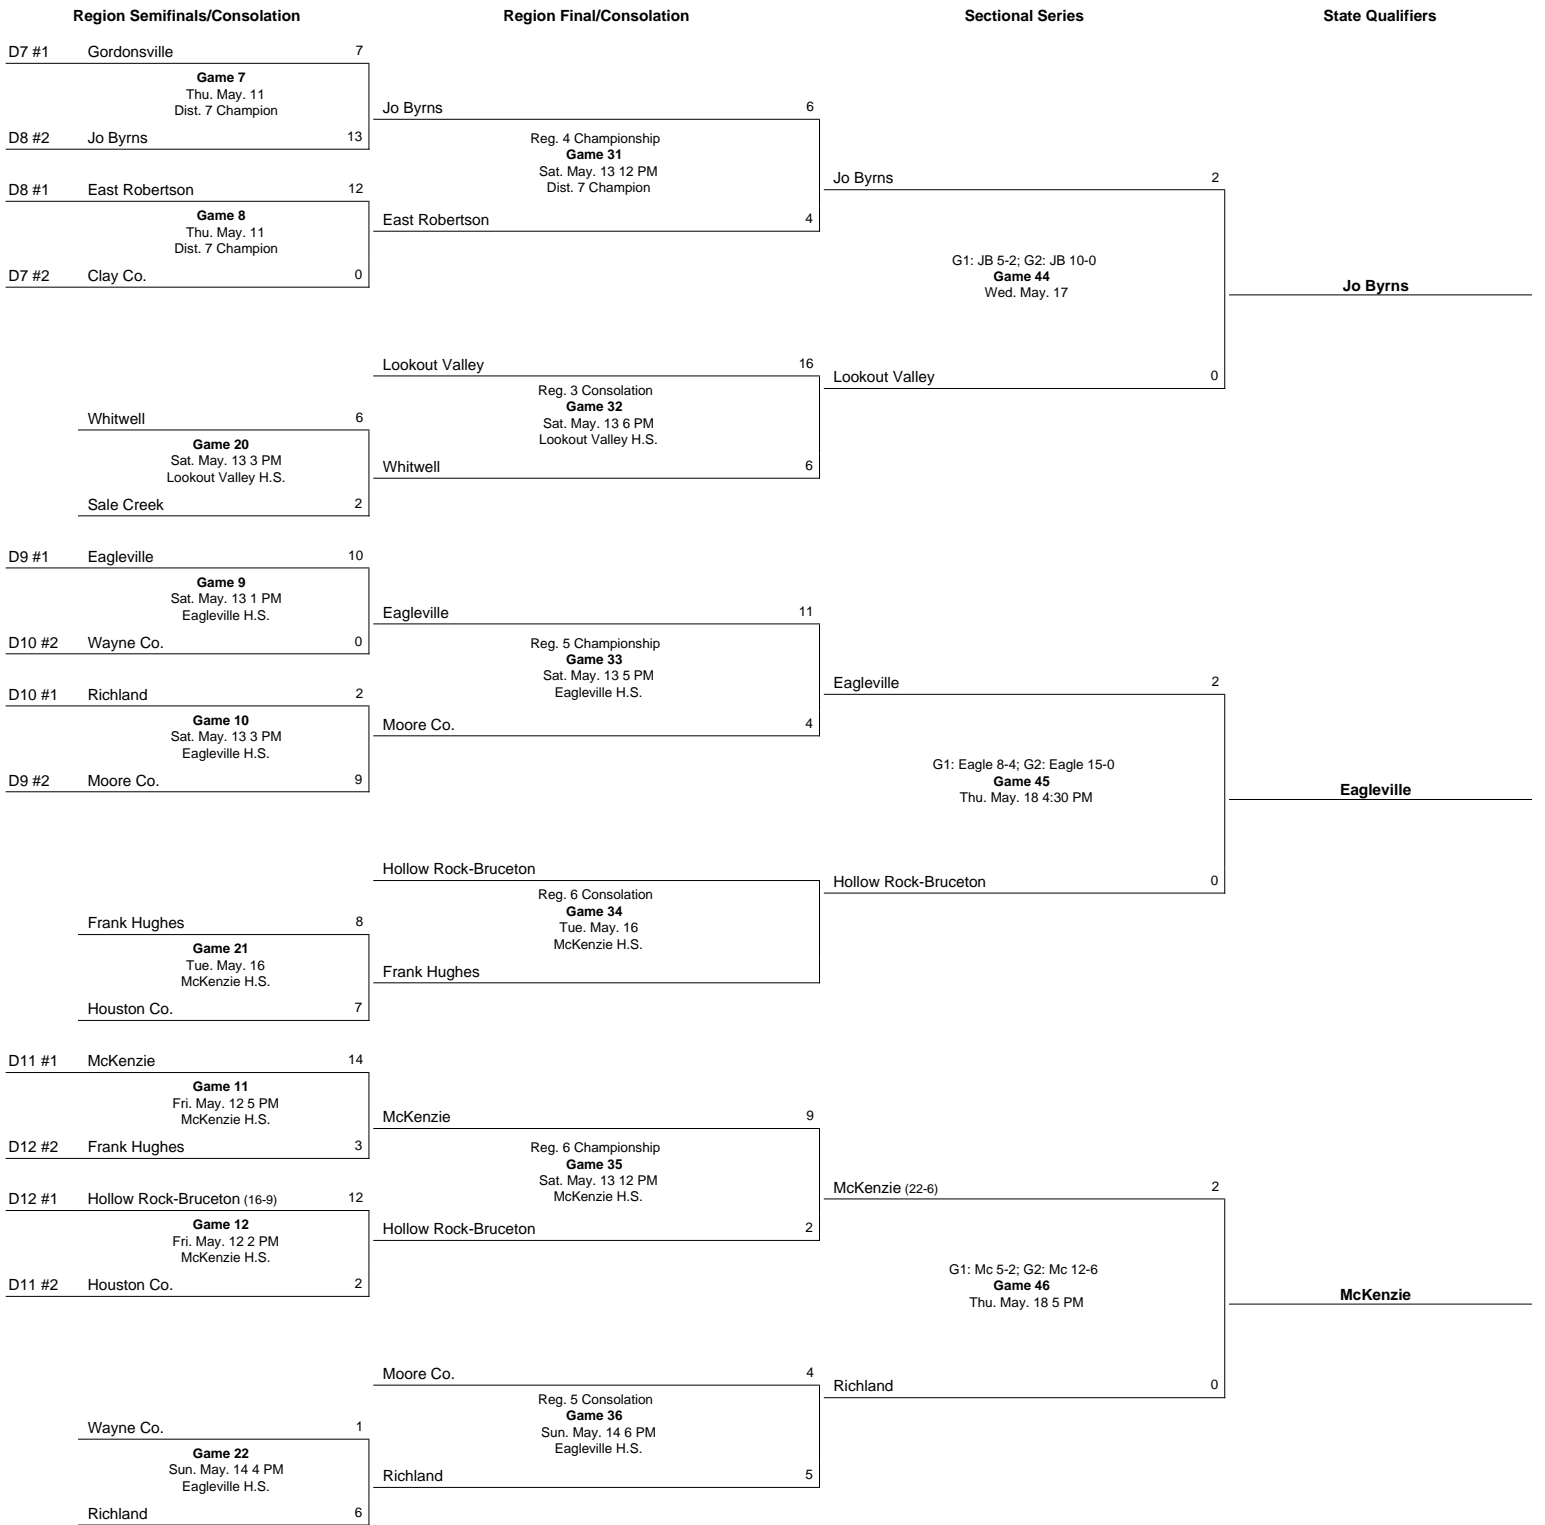 Region Semifinals/Consolation Region Final/Consolation Sectional Series State Qualifiers
D7 #1 Gordonsville 7
Game 7
Thu. May. 11
Dist. 7 Champion
D8 #2 Jo Byrns 13
D8 #1 East Robertson 12
Game 8
Thu. May. 11
Dist. 7 Champion
D7 #2 Clay Co. 0
Jo Byrns 6
Reg. 4 Championship
Game 31
Sat. May. 13 12 PM
Dist. 7 Champion
East Robertson 4
Jo Byrns 2
G1: JB 5-2; G2: JB 10-0
Game 44
Wed. May. 17
Lookout Valley 0
Jo Byrns
Lookout Valley 16
Reg. 3 Consolation
Game 32
Sat. May. 13 6 PM
Lookout Valley H.S.
Whitwell 6
Whitwell 6
Game 20
Sat. May. 13 3 PM
Lookout Valley H.S.
Sale Creek 2
D9 #1 Eagleville 10
Game 9
Sat. May. 13 1 PM
Eagleville H.S.
D10 #2 Wayne Co. 0
D10 #1 Richland 2
Game 10
Sat. May. 13 3 PM
Eagleville H.S.
D9 #2 Moore Co. 9
Eagleville 11
Reg. 5 Championship
Game 33
Sat. May. 13 5 PM
Eagleville H.S.
Moore Co. 4
Eagleville 2
G1: Eagle 8-4; G2: Eagle 15-0
Game 45
Thu. May. 18 4:30 PM
Hollow Rock-Bruceton 0
Eagleville
Hollow Rock-Bruceton
Reg. 6 Consolation
Game 34
Tue. May. 16
McKenzie H.S.
Frank Hughes
Frank Hughes 8
Game 21
Tue. May. 16
McKenzie H.S.
Houston Co. 7
D11 #1 McKenzie 14
Game 11
Fri. May. 12 5 PM
McKenzie H.S.
D12 #2 Frank Hughes 3
D12 #1 Hollow Rock-Bruceton (16-9) 12
Game 12
Fri. May. 12 2 PM
McKenzie H.S.
D11 #2 Houston Co. 2
McKenzie 9
Reg. 6 Championship
Game 35
Sat. May. 13 12 PM
McKenzie H.S.
Hollow Rock-Bruceton 2
McKenzie (22-6) 2
G1: Mc 5-2; G2: Mc 12-6
Game 46
Thu. May. 18 5 PM
Richland 0
McKenzie
Moore Co. 4
Reg. 5 Consolation
Game 36
Sun. May. 14 6 PM
Eagleville H.S.
Richland 5
Wayne Co. 1
Game 22
Sun. May. 14 4 PM
Eagleville H.S.
Richland 6